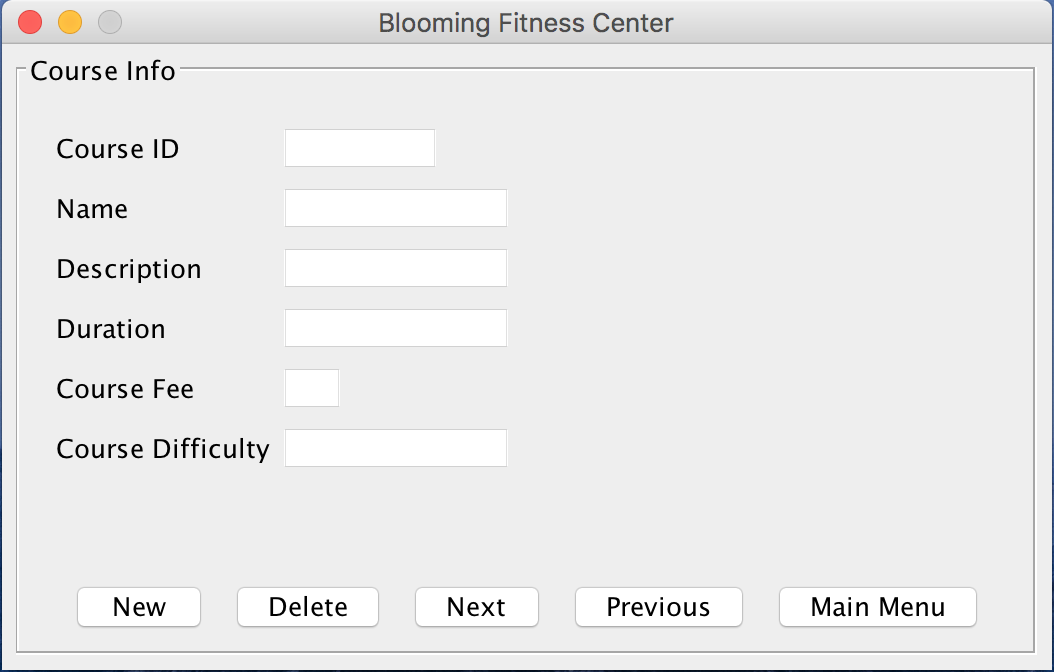 Blooming Fitness Center
Course Info
Course ID
Name
Description
Duration
Course Fee
Course Difficulty
New Delete Next Previous Main Menu